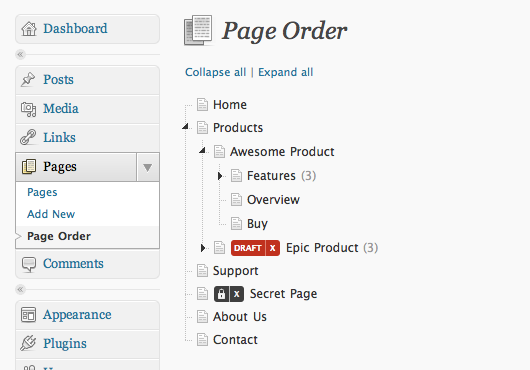 Dashboard
Posts
Media
Links
Pages
Pages
Add New
Page Order
Comments
Appearance
Plugins
Page Order
Collapse all | Expand all
Home
Products
Awesome Product
Features (3)
Overview
Buy
DRAFT X Epic Product (3)
Support
X Secret Page
About Us
Contact